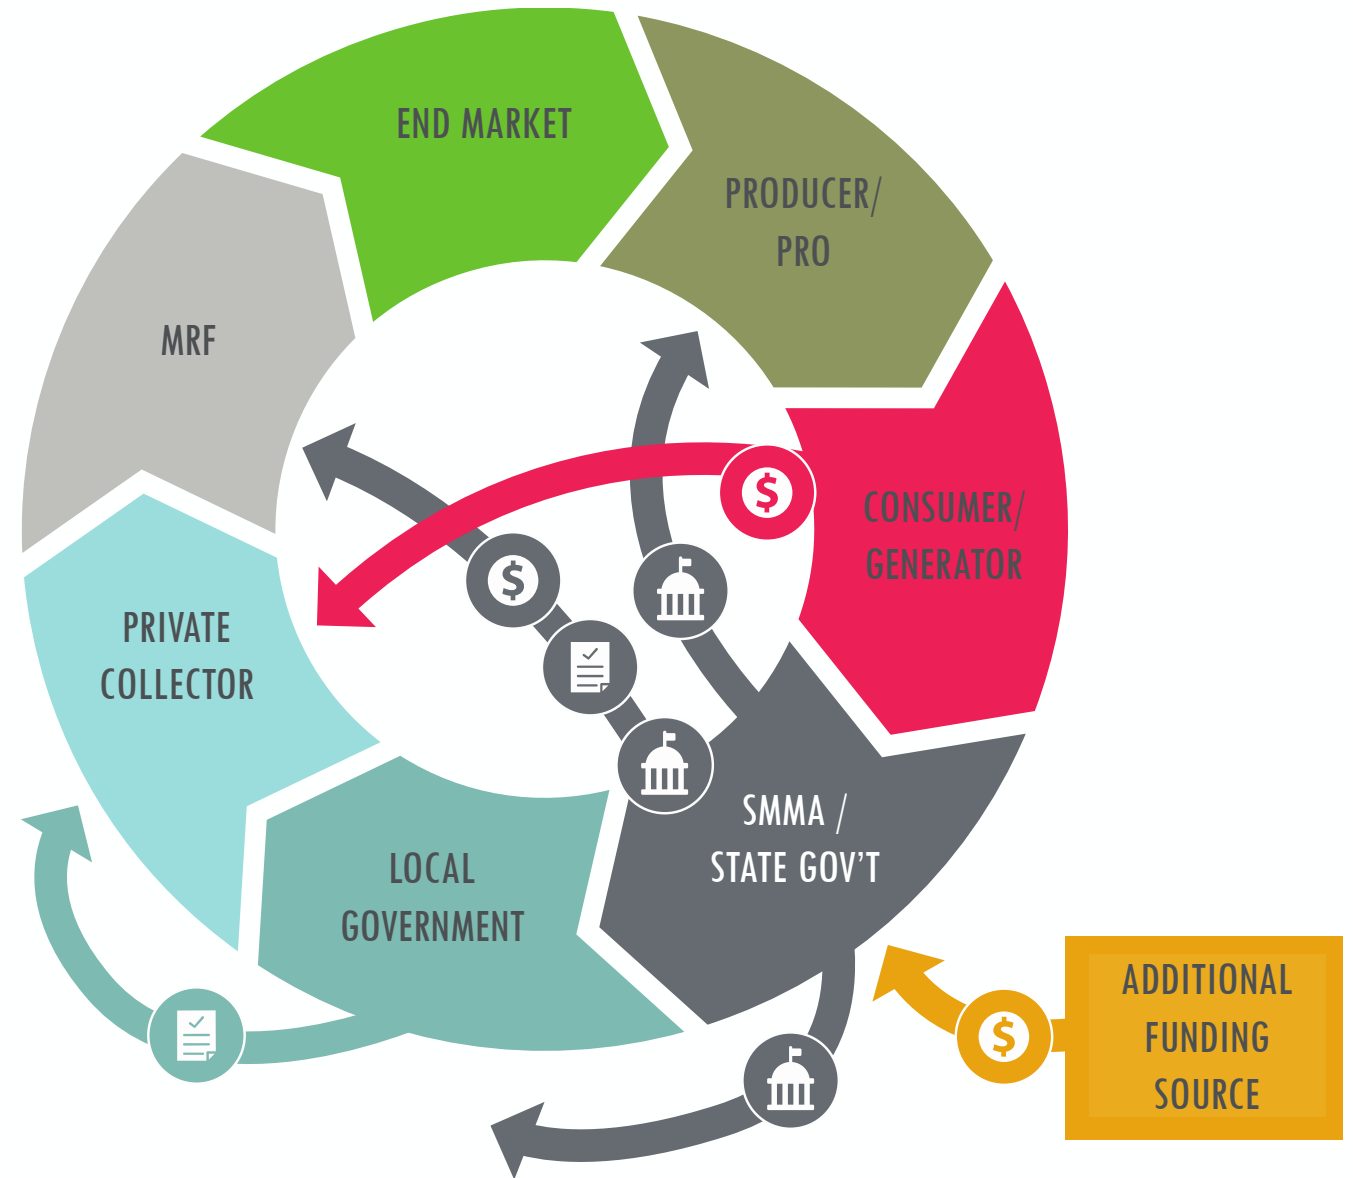 END MARKET
PRODUCER/
PRO
MRF
CONSUMER/
GENERATOR
$
$
PRIVATE
COLLECTOR
SMMA /
STATE GOV'T
LOCAL
GOVERNMENT
ADDITIONAL
FUNDING
SOURCE
$